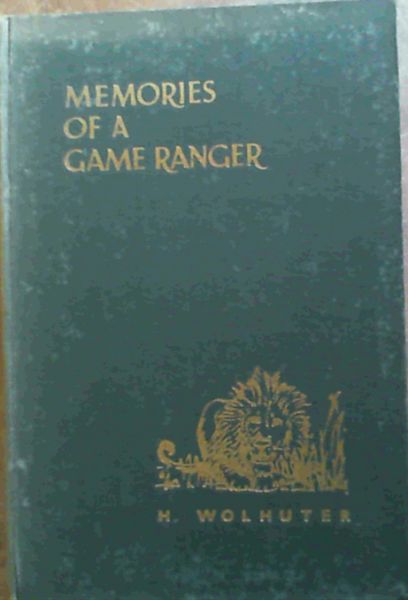 MEMORIES
OF A
GAME RANGER
H. WOLHUTER